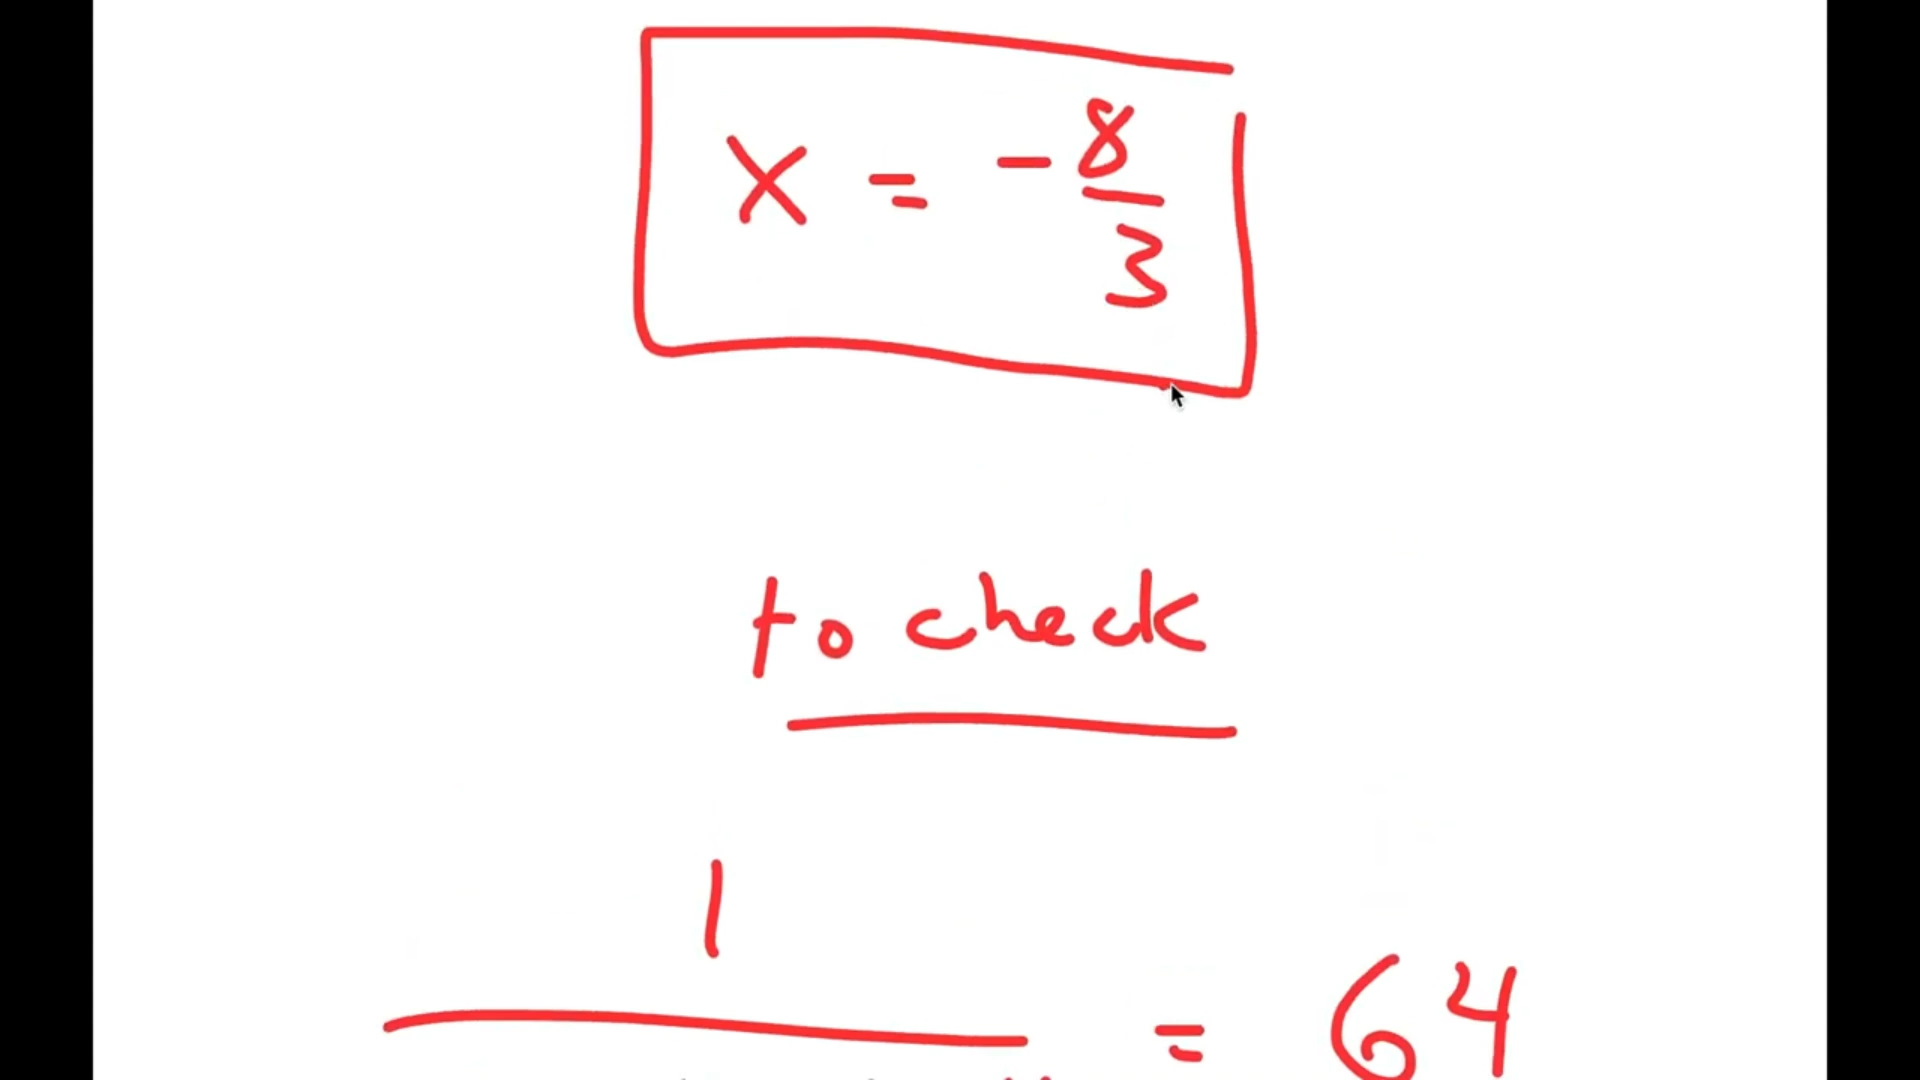 x = -8/3
to check
1
= 64